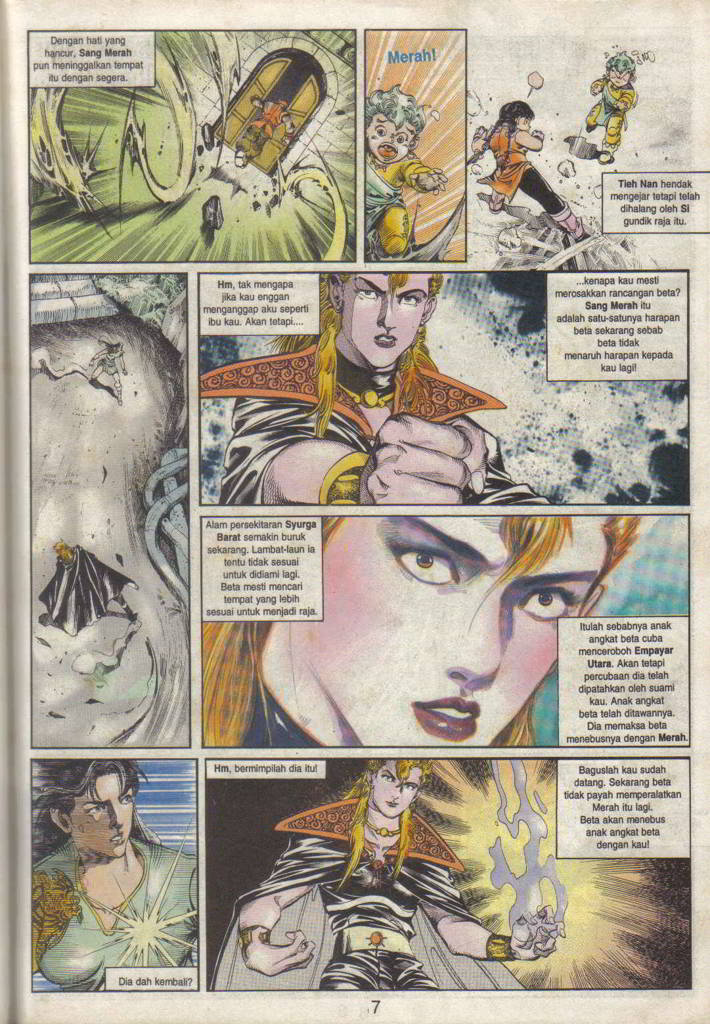 Dengan hati yang
hancur, Sang Merah
pun meninggalkan tempat
itu dengan segera.
Merah!
Tieh Nan hendak
mengejar tetapi telah
dihalang oleh Si
gundik raja itu.
Hm, tak mengapa
jika kau enggan
menganggap aku seperti
ibu kau. Akan tetapi....
...kenapa kau mesti
merosakkan rancangan beta?
Sang Merah itu
adalah satu-satunya harapan
beta sekarang sebab
beta tidak
menaruh harapan kepada
kau lagi!
Alam persekitaran Syurga
Barat semakin buruk
sekarang. Lambat-laun ia
tentu tidak sesuai
untuk didiami lagi.
Beta mesti mencari
tempat yang lebih
sesuai untuk menjadi raja.
Itulah sebabnya anak
angkat beta cuba
menceroboh Empayar
Utara. Akan tetapi
percubaan dia telah
dipatahkan oleh suami
kau. Anak angkat
beta telah ditawannya.
Dia memaksa beta
menebusnya dengan Merah.
Dia dah kembali?
Hm, bermimpilah dia itu!
Baguslah kau sudah
datang. Sekarang beta
tidak payah memperalatkan
Merah itu lagi.
Beta akan menebus
anak angkat beta
dengan kau!
7